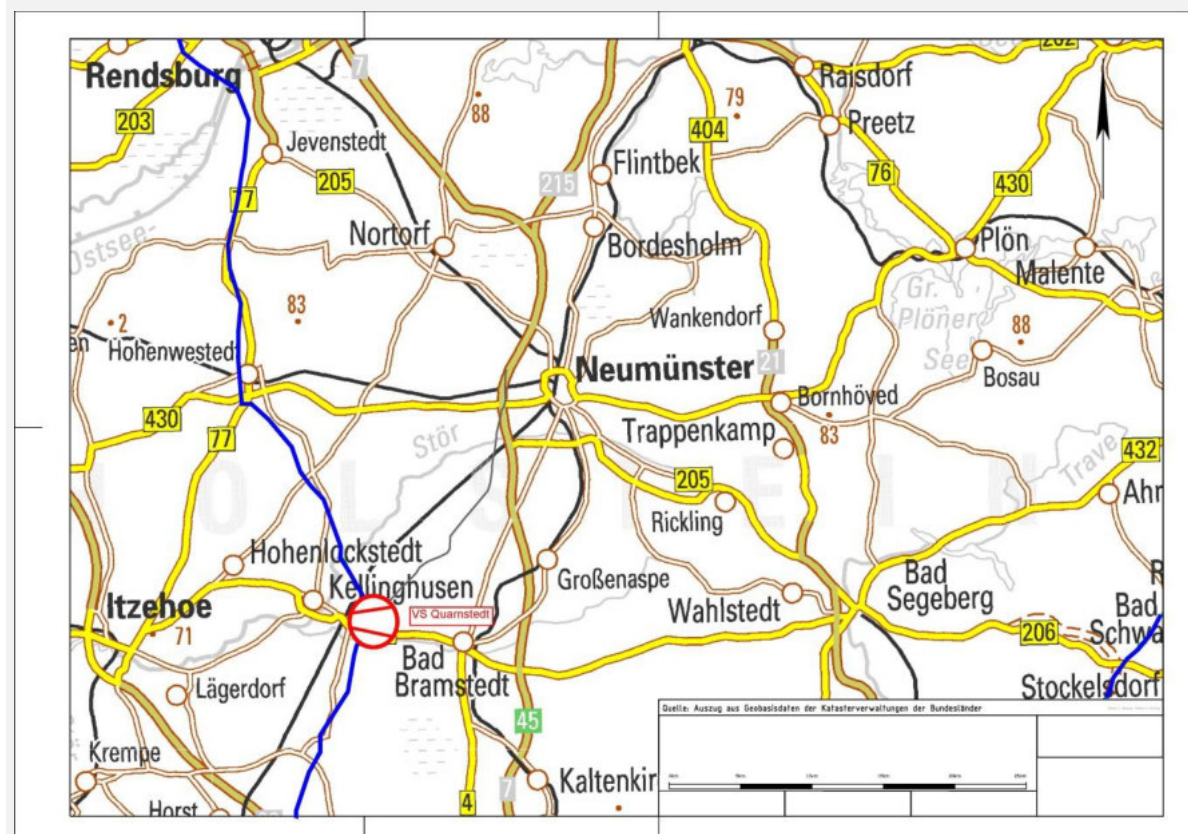 Rendsburg
203
Jevenstedt
205
77
7
88
215
Flintbek
79
404
Raisdorf
Preetz
76
430
Ostsee-
Nortorf
Bordesholm
Plön
Malente
Gr.
Plöner
See
88
Bosau
2
83
Hohenwestedt
Wankendorf
21
Neumünster
Bornhöved
83
430
77
Stör
Trappenkamp
205
Rickling
432
Trave
Ahr
HOLSTEIN
Hohenlockstedt
Kellinghusen
VS Quarnstedt
Großenaspe
Wahlstedt
Bad
Segeberg
Itzehoe
71
206
Bad
Schwa
Stockelsdorf
Bad
Bramstedt
Lägerdorf
45
Krempe
Horst
4
7
Kaltenkir
Quelle: Auszug aus Geobasisdaten der Katasterverwaltungen der Bundesländer